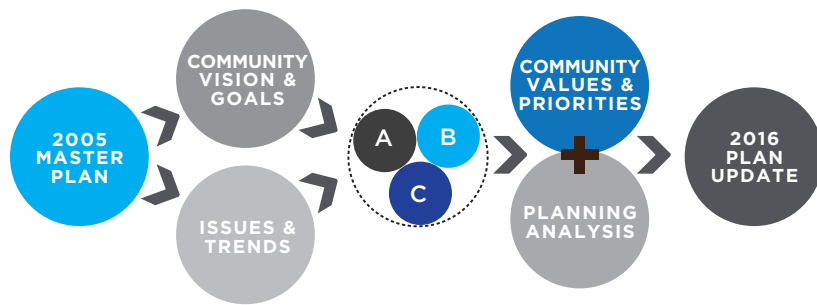 2005
MASTER
PLAN
COMMUNITY
VISION &
GOALS
ISSUES &
TRENDS
A
B
C
COMMUNITY
VALUES &
PRIORITIES
PLANNING
ANALYSIS
2016
PLAN
UPDATE